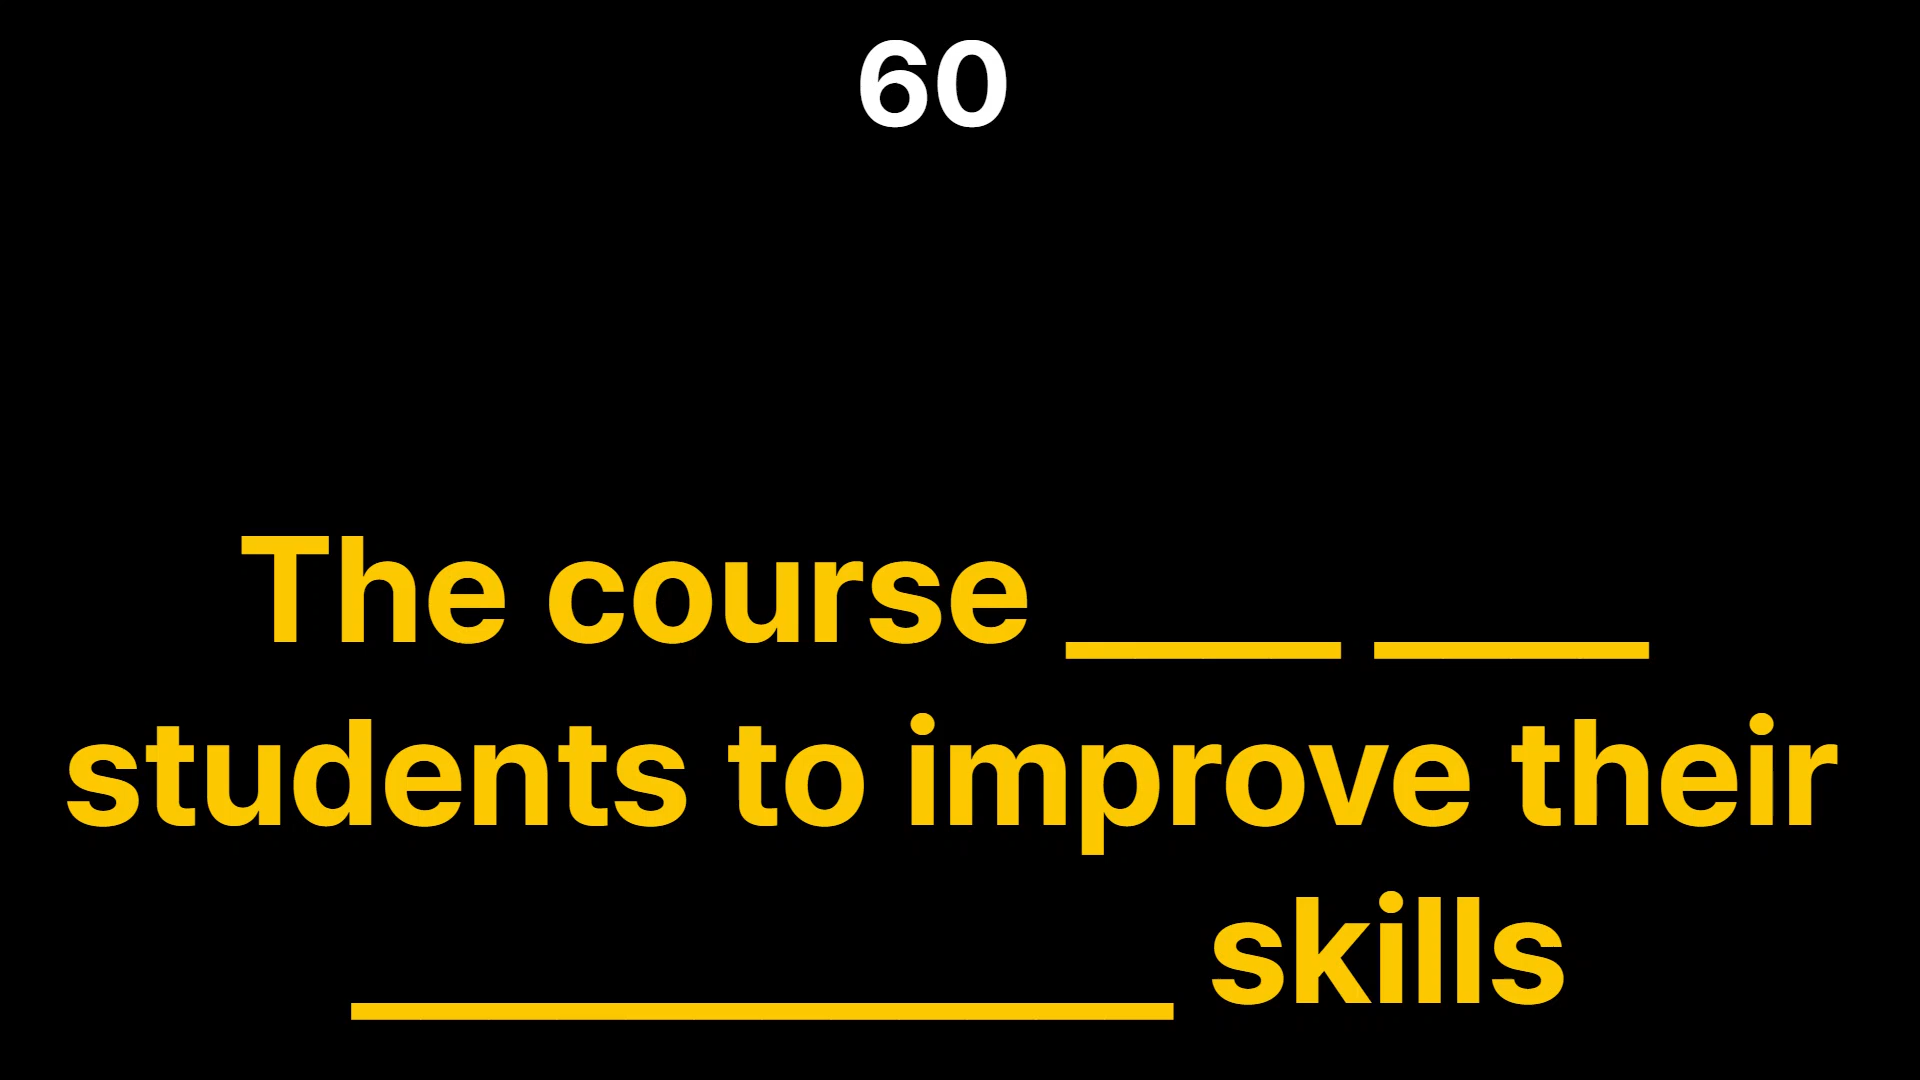 60
The course ____ ____
students to improve their
____________ skills